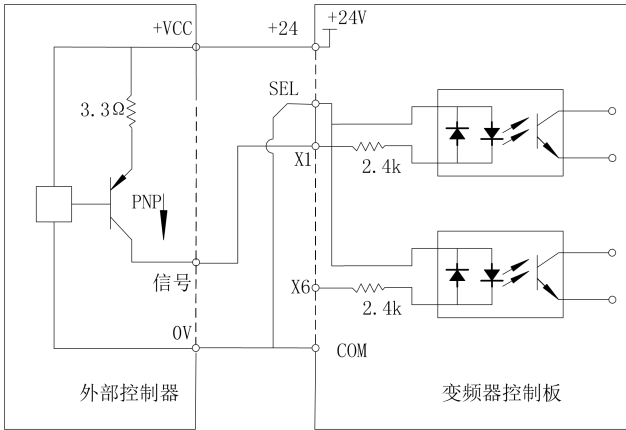 +VCC
+24
+24V
SEL
3.3Ω
X1
2.4k
PNP
信号
X6
2.4k
0V
COM
外部控制器
变频器控制板